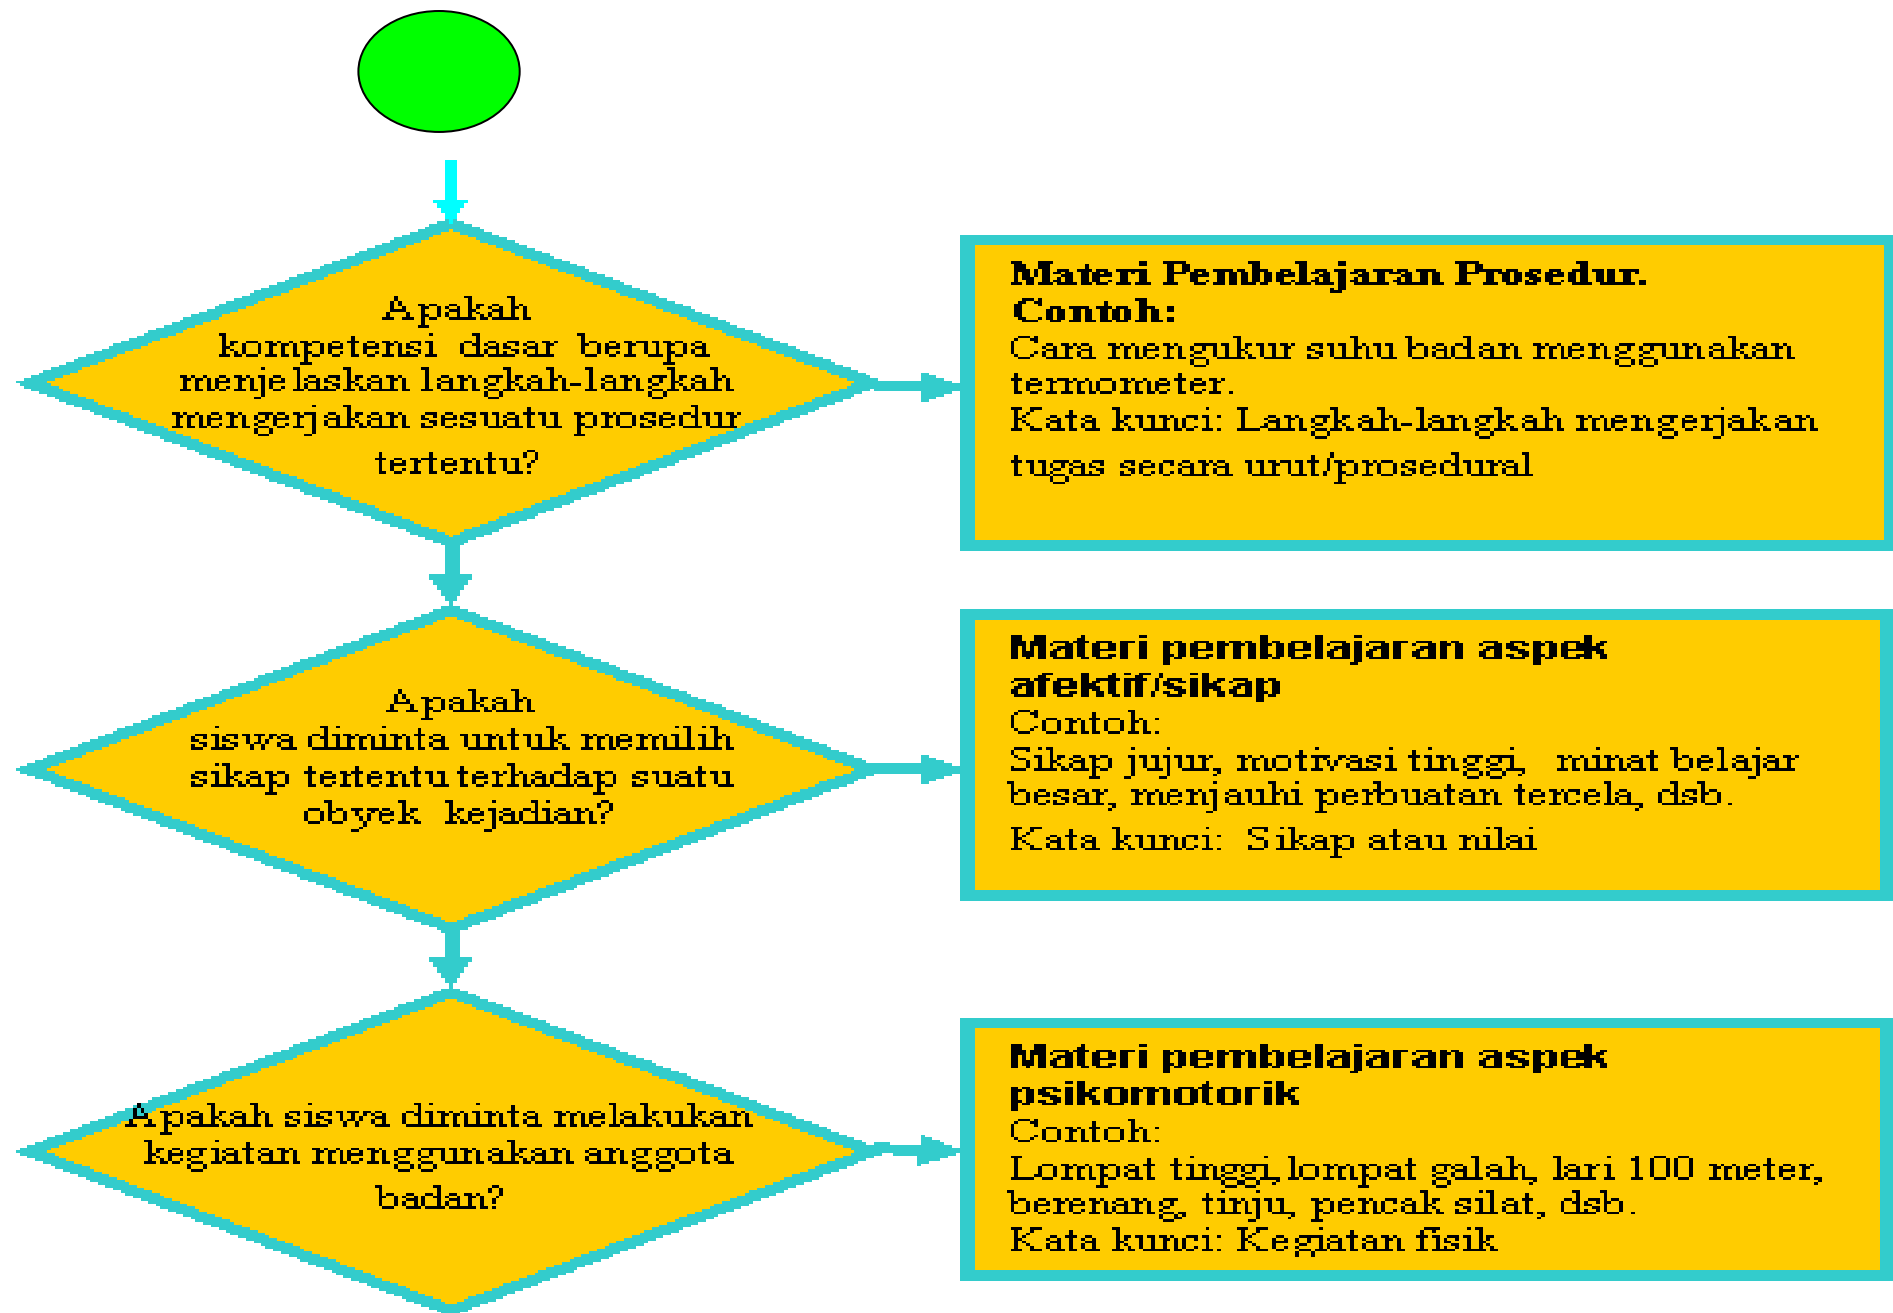 Apakah
kompetensi dasar berupa
menjelaskan langkah-langkah
mengerjakan sesuatu prosedur
tertentu?
Materi Pembelajaran Prosedur.
Contoh:
Cara mengukur suhu badan menggunakan
termometer.
Kata kunci: Langkah-langkah mengerjakan
tugas secara urut/prosedural
Apakah
siswa diminta untuk memilih
sikap tertentu terhadap suatu
obyek kejadian?
Materi pembelajaran aspek
afektif/sikap
Contoh:
Sikap jujur, motivasi tinggi, minat belajar
besar, menjauhi perbuatan tercela, dsb.
Kata kunci: Sikap atau nilai
Apakah siswa diminta melakukan
kegiatan menggunakan anggota
badan?
Materi pembelajaran aspek
psikomotorik
Contoh:
Lompat tinggi, lompat galah, lari 100 meter,
berenang, tinju, pencak silat, dsb.
Kata kunci: Kegiatan fisik